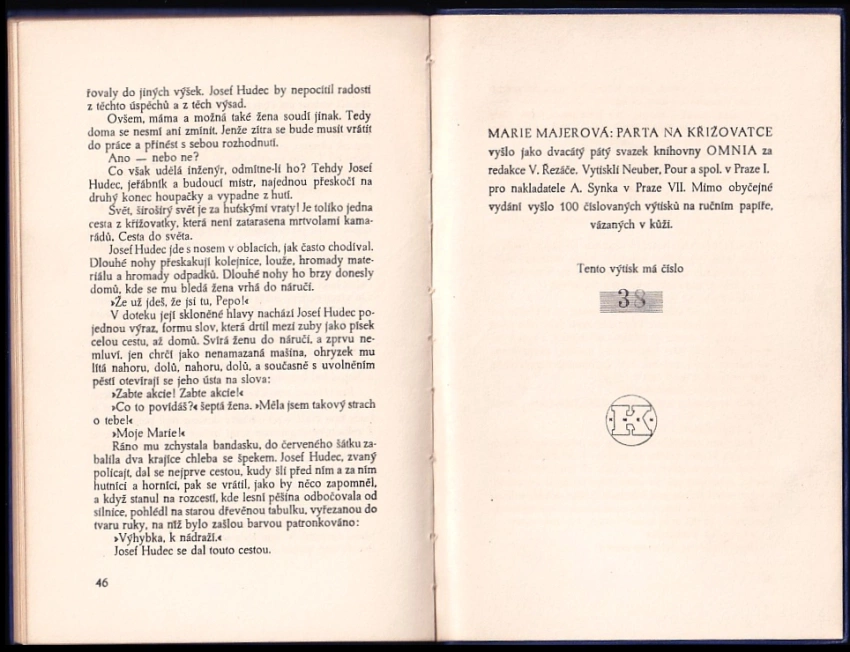 řovaly do jiných výšek. Josef Hudec by nepocítil radosti
z těchto úspěchů a z těch výsad.
Ovšem, máma a možná také žena soudí jinak. Tedy
doma se nesmí ani zmínit. Jenže zítra se bude musit vrátit
do práce a přinést s sebou rozhodnutí.
Ano — nebo ne?
Co však udělá inženýr, odmítne-li ho? Tehdy Josef
Hudec, jeřábník a budoucí mistr, najednou přeskočí na
druhý konec houpačky a vypadne z huti.
Svět, široširý svět je za huťskými vraty! Je toliko jedna
cesta z křižovatky, která není zatarasena mrtvolami kama-
rádů. Cesta do světa.
Josef Hudec jde s nosem v oblacích, jak často chodíval.
Dlouhé nohy přeskakují kolejnice, louže, hromady mate-
riálu a hromady odpadků. Dlouhé nohy ho brzy donesly
domů, kde se mu bledá žena vrhá do náručí.
»Že už jdeš, že jsi tu, Pepo!«
V doteku její skloněné hlavy nachází Josef Hudec po-
jednou výraz, formu slov, která drtil mezi zuby jako písek
celou cestu, až domů. Svírá ženu do náručí, a zprvu ne-
mluví, jen chrčí jako nenamazaná mašina, ohryzek mu
lítá nahoru, dolů, nahoru, dolů, a současně s uvolněním
pěstí otevírají se jeho ústa na slova:
»Zabte akcie! Zabte akcie!«
»Co to povídáš?« šeptá žena. »Měla jsem takový strach
o tebe!«
»Moje Marie!«
Ráno mu zchystala bandasku, do červeného šátku za-
balila dva krajíce chleba se špekem. Josef Hudec, zvaný
policajt, dal se nejprve cestou, kudy šli před ním a za ním
hutníci a horníci, pak se vrátil, jako by něco zapomněl,
a když stanul na rozcestí, kde lesní pěšina odbočovala od
silnice, pohlédl na starou dřevěnou tabulku, vyřezanou do
tvaru ruky, na níž bylo zašlou barvou patronkováno:
»Výhybka, k nádraží.«
Josef Hudec se dal touto cestou.
46
MARIE MAJEROVÁ: PARTA NA KŘIŽOVATCE
vyšlo jako dvacátý pátý svazek knihovny OMNIA za
redakce V. Řezáče. Vytiskli Neuber, Pour a spol. v Praze I.
pro nakladatele A. Synka v Praze VII. Mimo obyčejné
vydání vyšlo 100 číslovaných výtisků na ručním papíře,
vázaných v kůži.
Tento výtisk má číslo
38
K